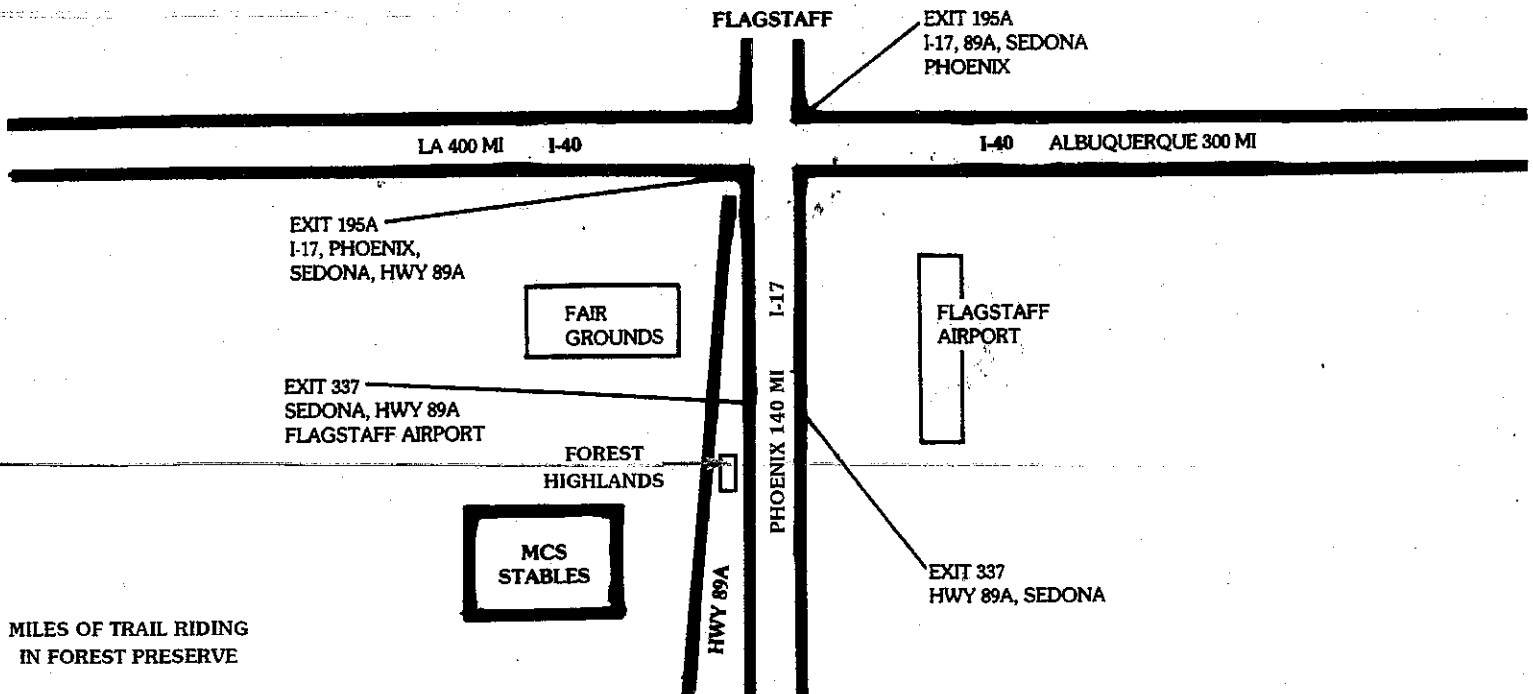 FLAGSTAFF
EXIT 195A
I-17, 89A, SEDONA
PHOENIX
LA 400 MI I-40
I-40 ALBUQUERQUE 300 MI
EXIT 195A
I-17, PHOENIX,
SEDONA, HWY 89A
FAIR
GROUNDS
I-17
PHOENIX 140 MI
FLAGSTAFF
AIRPORT
EXIT 337
SEDONA, HWY 89A
FLAGSTAFF AIRPORT
FOREST
HIGHLANDS
MCS
STABLES
HWY 89A
EXIT 337
HWY 89A, SEDONA
MILES OF TRAIL RIDING
IN FOREST PRESERVE